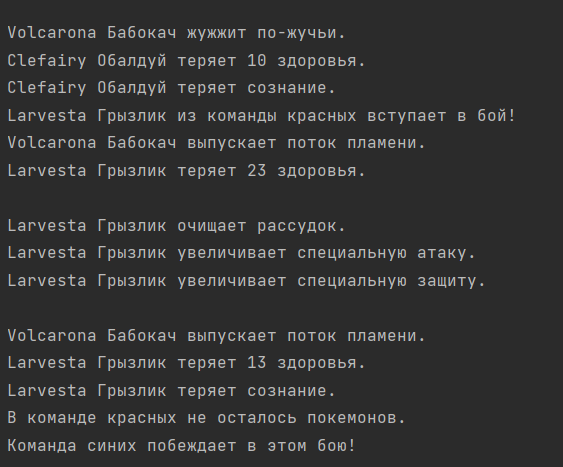 Volcarona Бабокач жужжит по-жучьи.
Clefairy Обалдуй теряет 10 здоровья.
Clefairy Обалдуй теряет сознание.
Larvesta Грызлик из команды красных вступает в бой!
Volcarona Бабокач выпускает поток пламени.
Larvesta Грызлик теряет 23 здоровья.
Larvesta Грызлик очищает рассудок.
Larvesta Грызлик увеличивает специальную атаку.
Larvesta Грызлик увеличивает специальную защиту.
Volcarona Бабокач выпускает поток пламени.
Larvesta Грызлик теряет 13 здоровья.
Larvesta Грызлик теряет сознание.
В команде красных не осталось покемонов.
Команда синих побеждает в этом бою!